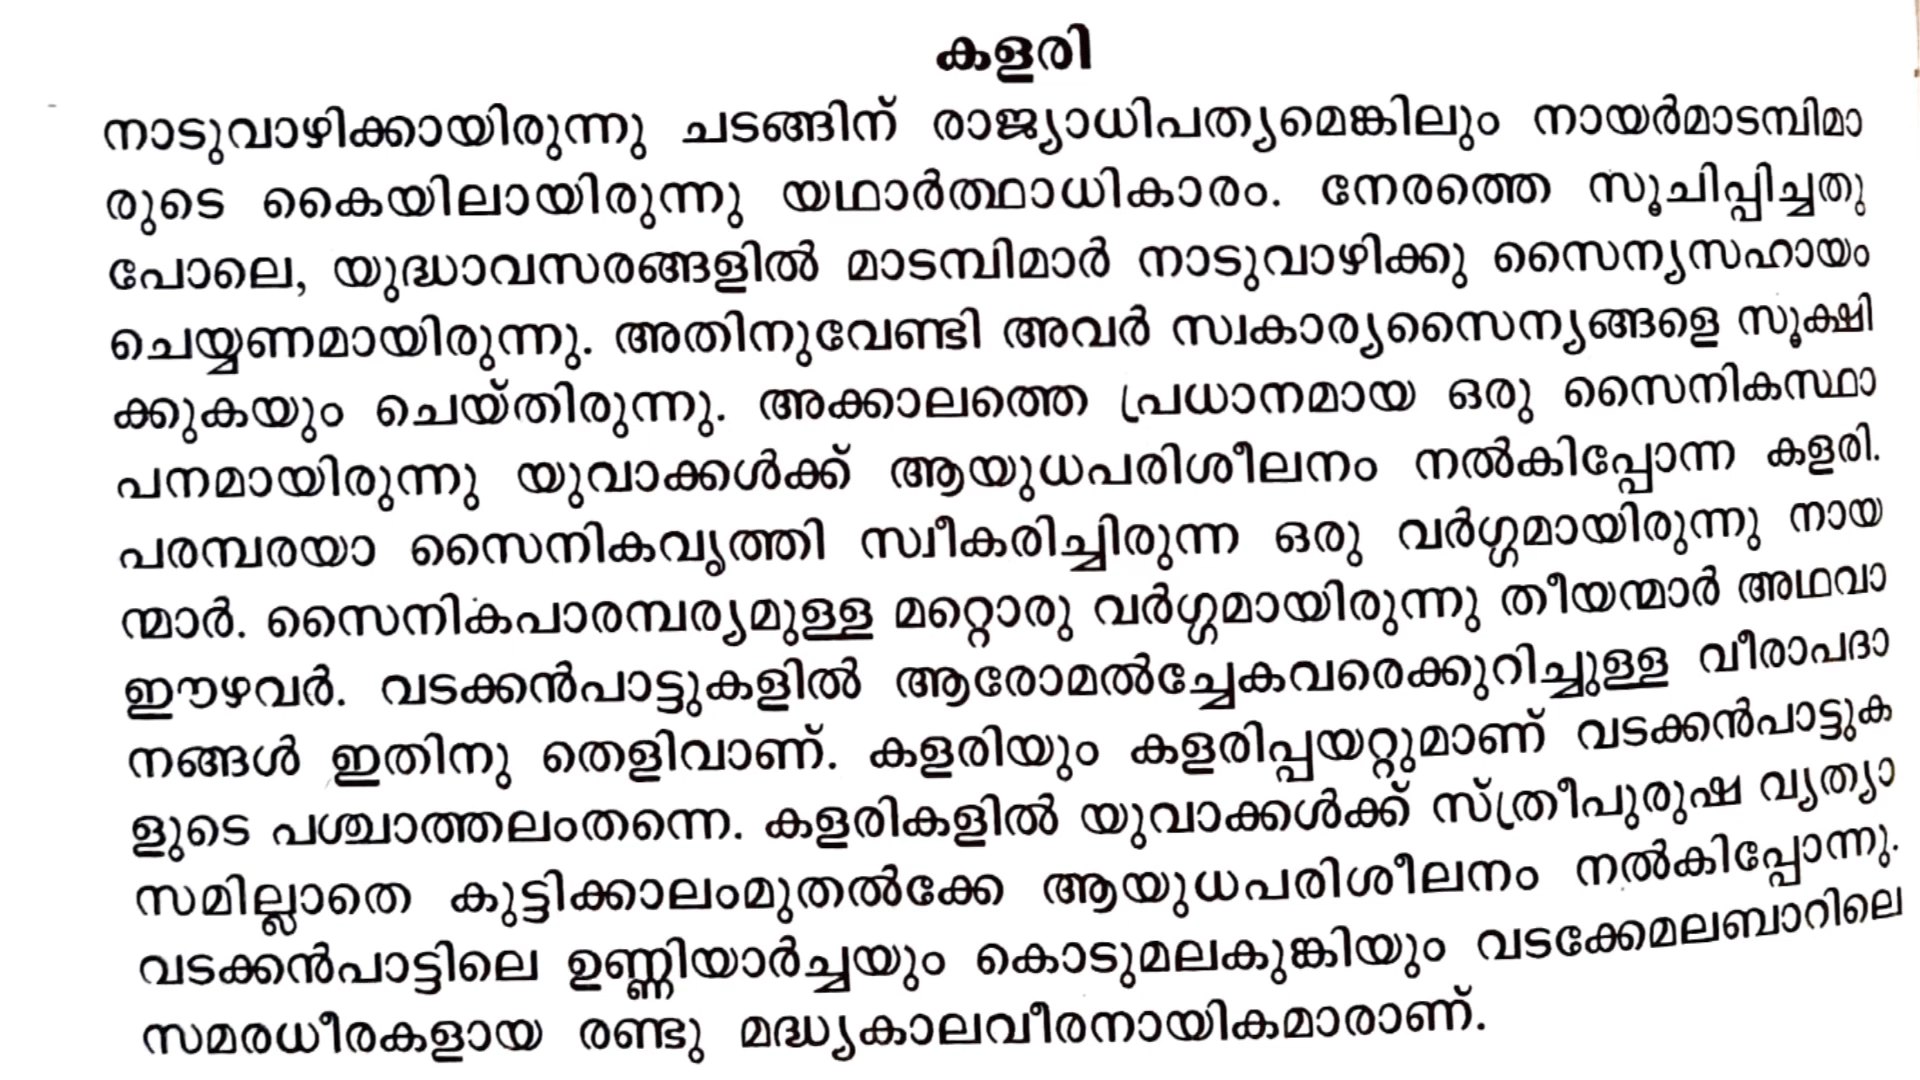 കളരി
നാടുവാഴിക്കായിരുന്നു ചടങ്ങിന് രാജ്യാധിപത്യമെങ്കിലും നായർമാടമ്പിമാ
രുടെ കൈയിലായിരുന്നു യഥാർത്ഥാധികാരം. നേരത്തെ സൂചിപ്പിച്ചതു
പോലെ, യുദ്ധാവസരങ്ങളിൽ മാടമ്പിമാർ നാടുവാഴിക്കു സൈന്യസഹായം
ചെയ്യണമായിരുന്നു. അതിനുവേണ്ടി അവർ സ്വകാര്യസൈന്യങ്ങളെ സൂക്ഷി
ക്കുകയും ചെയ്തിരുന്നു. അക്കാലത്തെ പ്രധാനമായ ഒരു സൈനികസ്ഥാ
പനമായിരുന്നു യുവാക്കൾക്ക് ആയുധപരിശീലനം നൽകിപ്പോന്ന കളരി.
പരമ്പരയാ സൈനികവൃത്തി സ്വീകരിച്ചിരുന്ന ഒരു വർഗ്ഗമായിരുന്നു നായ
ന്മാർ. സൈനികപാരമ്പര്യമുള്ള മറ്റൊരു വർഗ്ഗമായിരുന്നു തീയന്മാർ അഥവാ
ഈഴവർ. വടക്കൻപാട്ടുകളിൽ ആരോമൽച്ചേകവരെക്കുറിച്ചുള്ള വീരാപദാ
നങ്ങൾ ഇതിനു തെളിവാണ്. കളരിയും കളരിപ്പയറ്റുമാണ് വടക്കൻപാട്ടുക
ളുടെ പശ്ചാത്തലംതന്നെ. കളരികളിൽ യുവാക്കൾക്ക് സ്ത്രീപുരുഷ വ്യത്യാ
സമില്ലാതെ കുട്ടിക്കാലംമുതൽക്കേ ആയുധപരിശീലനം നൽകിപ്പോന്നു.
വടക്കൻപാട്ടിലെ ഉണ്ണിയാർച്ചയും കൊടുമലകുങ്കിയും വടക്കേമലബാറിലെ
സമരധീരകളായ രണ്ടു മദ്ധ്യകാലവീരനായികമാരാണ്.